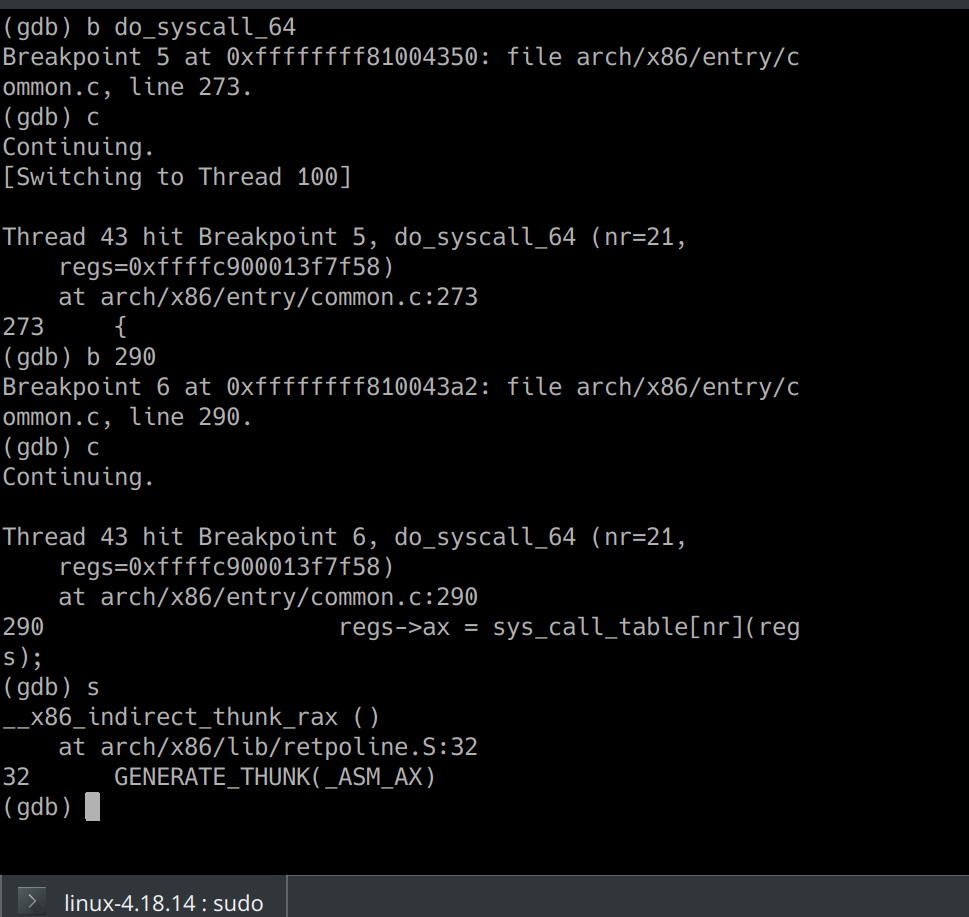 (gdb) b do_syscall_64
Breakpoint 5 at 0xffffffff81004350: file arch/x86/entry/c
ommon.c, line 273.
(gdb) c
Continuing.
[Switching to Thread 100]
Thread 43 hit Breakpoint 5, do_syscall_64 (nr=21,
    regs=0xffffc900013f7f58)
    at arch/x86/entry/common.c:273
273     {
(gdb) b 290
Breakpoint 6 at 0xffffffff810043a2: file arch/x86/entry/c
ommon.c, line 290.
(gdb) c
Continuing.
Thread 43 hit Breakpoint 6, do_syscall_64 (nr=21,
    regs=0xffffc900013f7f58)
    at arch/x86/entry/common.c:290
290                     regs->ax = sys_call_table[nr](reg
s);
(gdb) s
__x86_indirect_thunk_rax ()
    at arch/x86/lib/retpoline.S:32
32      GENERATE_THUNK(_ASM_AX)
(gdb)
linux-4.18.14 : sudo